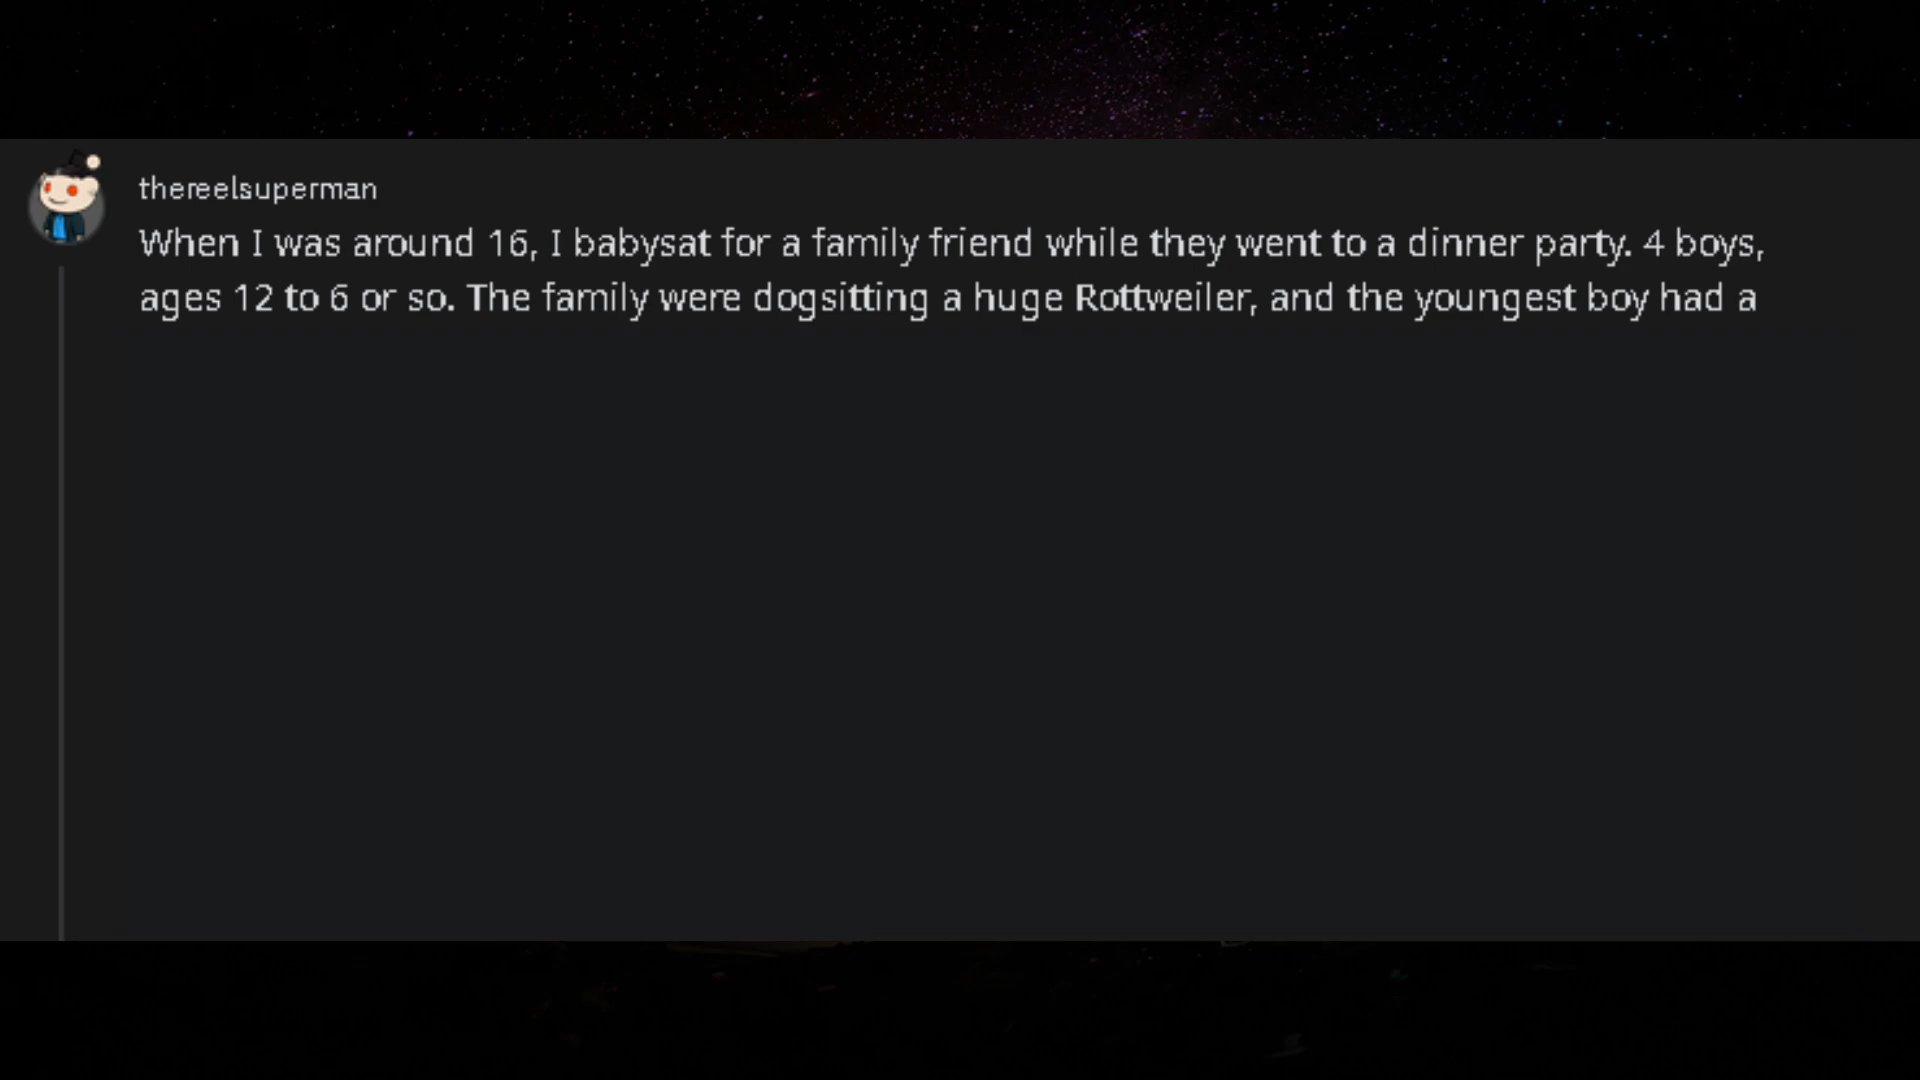 thereelsuperman
When I was around 16, I babysat for a family friend while they went to a dinner party. 4 boys,
ages 12 to 6 or so. The family were dogsitting a huge Rottweiler, and the youngest boy had a